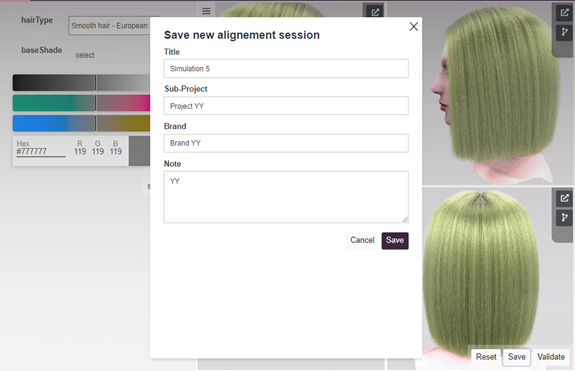 hairType
Smooth hair - European
baseShade
select
Hex
R
G
B
#777777
119
119
119
Save new alignement session
Title
Simulation 5
Sub-Project
Project YY
Brand
Brand YY
Note
YY
Cancel
Save
Reset
Save
Validate